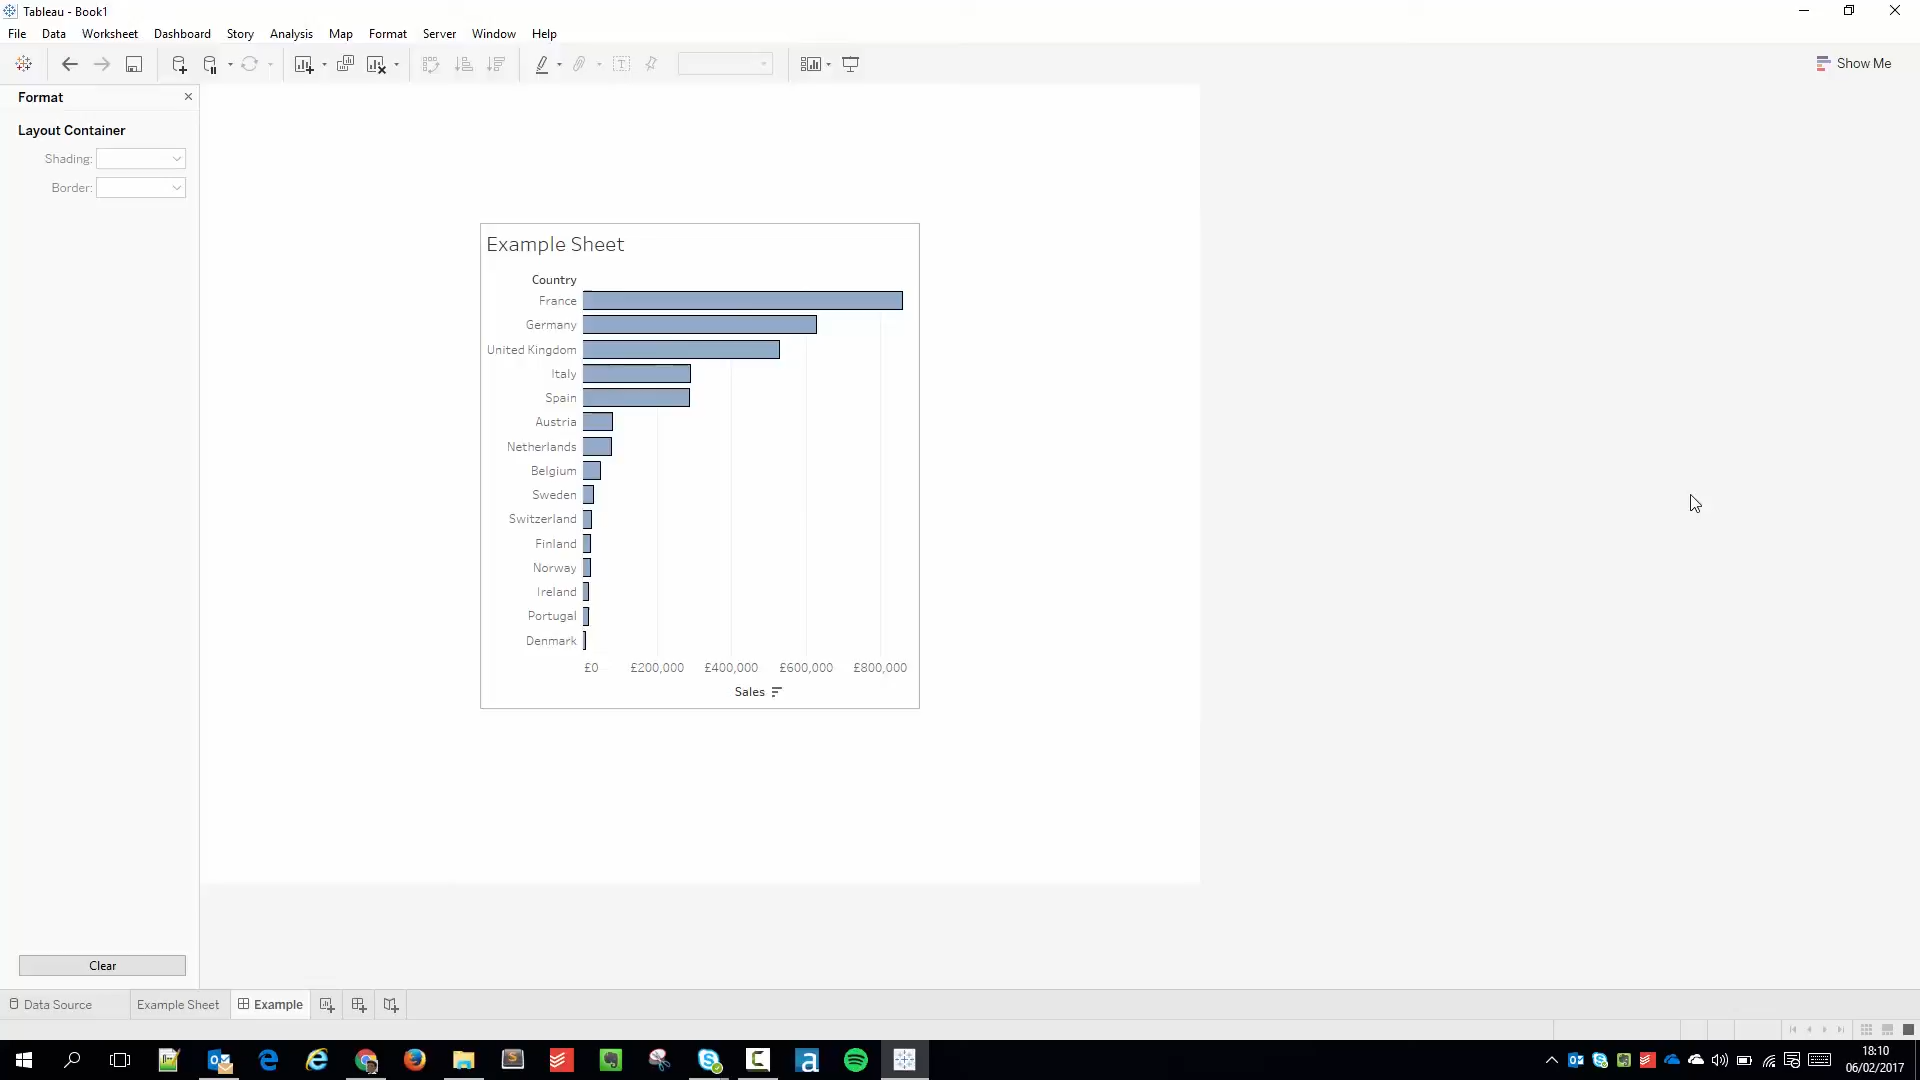 Tableau - Book1
File Data Worksheet Dashboard Story Analysis Map Format Server Window Help
Show Me
Format
Layout Container
Shading:
Border:
Example Sheet
Country
France
Germany
United Kingdom
Italy
Spain
Austria
Netherlands
Belgium
Sweden
Switzerland
Finland
Norway
Ireland
Portugal
Denmark
£0 £200,000 £400,000 £600,000 £800,000
Sales
Clear
Data Source Example Sheet Example
18:10
06/02/2017